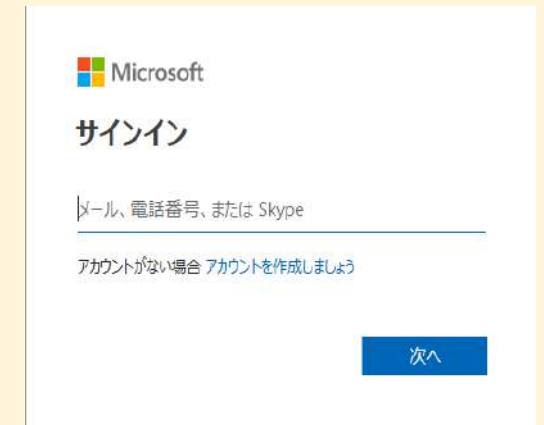 Microsoft
サインイン
メール、電話番号、または Skype
アカウントがない場合 アカウントを作成しましょう
次へ